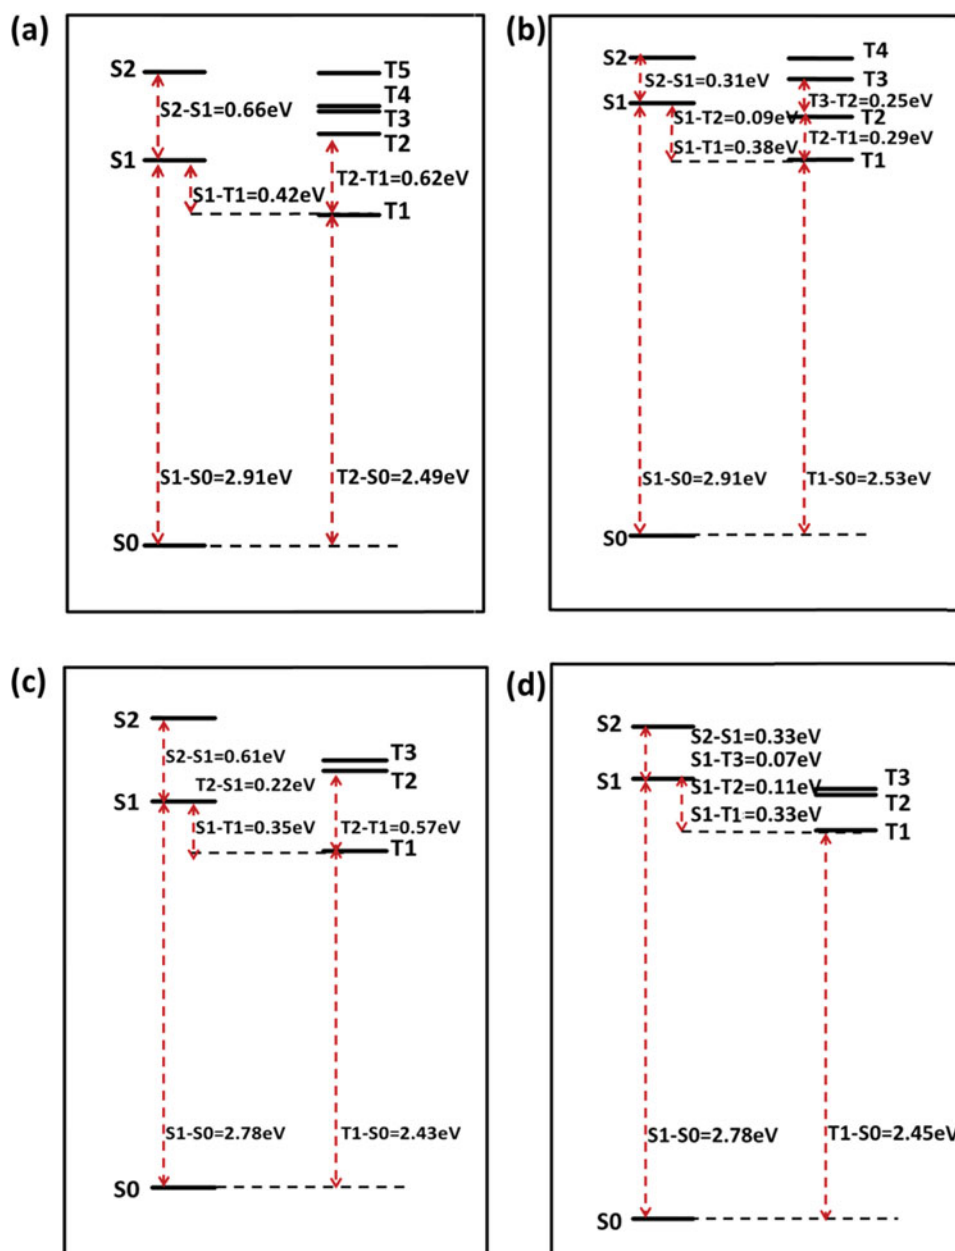 (a)
S2
T5
S2-S1=0.66eV
T4
T3
T2
S1
T2-T1=0.62eV
S1-T1=0.42eV
T1
S1-S0=2.91eV
T2-S0=2.49eV
S0
(b)
S2
T4
S2-S1=0.31eV
T3
S1
T3-T2=0.25eV
S1-T2=0.09eV
T2
T2-T1=0.29eV
S1-T1=0.38eV
T1
S1-S0=2.91eV
T1-S0=2.53eV
S0
(c)
S2
S2-S1=0.61eV
T3
T2-S1=0.22eV
T2
S1
S1-T1=0.35eV
T2-T1=0.57eV
T1
S1-S0=2.78eV
T1-S0=2.43eV
S0
(d)
S2
S2-S1=0.33eV
S1-T3=0.07eV
S1
S1-T2=0.11eV
T3
T2
S1-T1=0.33eV
T1
S1-S0=2.78eV
T1-S0=2.45eV
S0